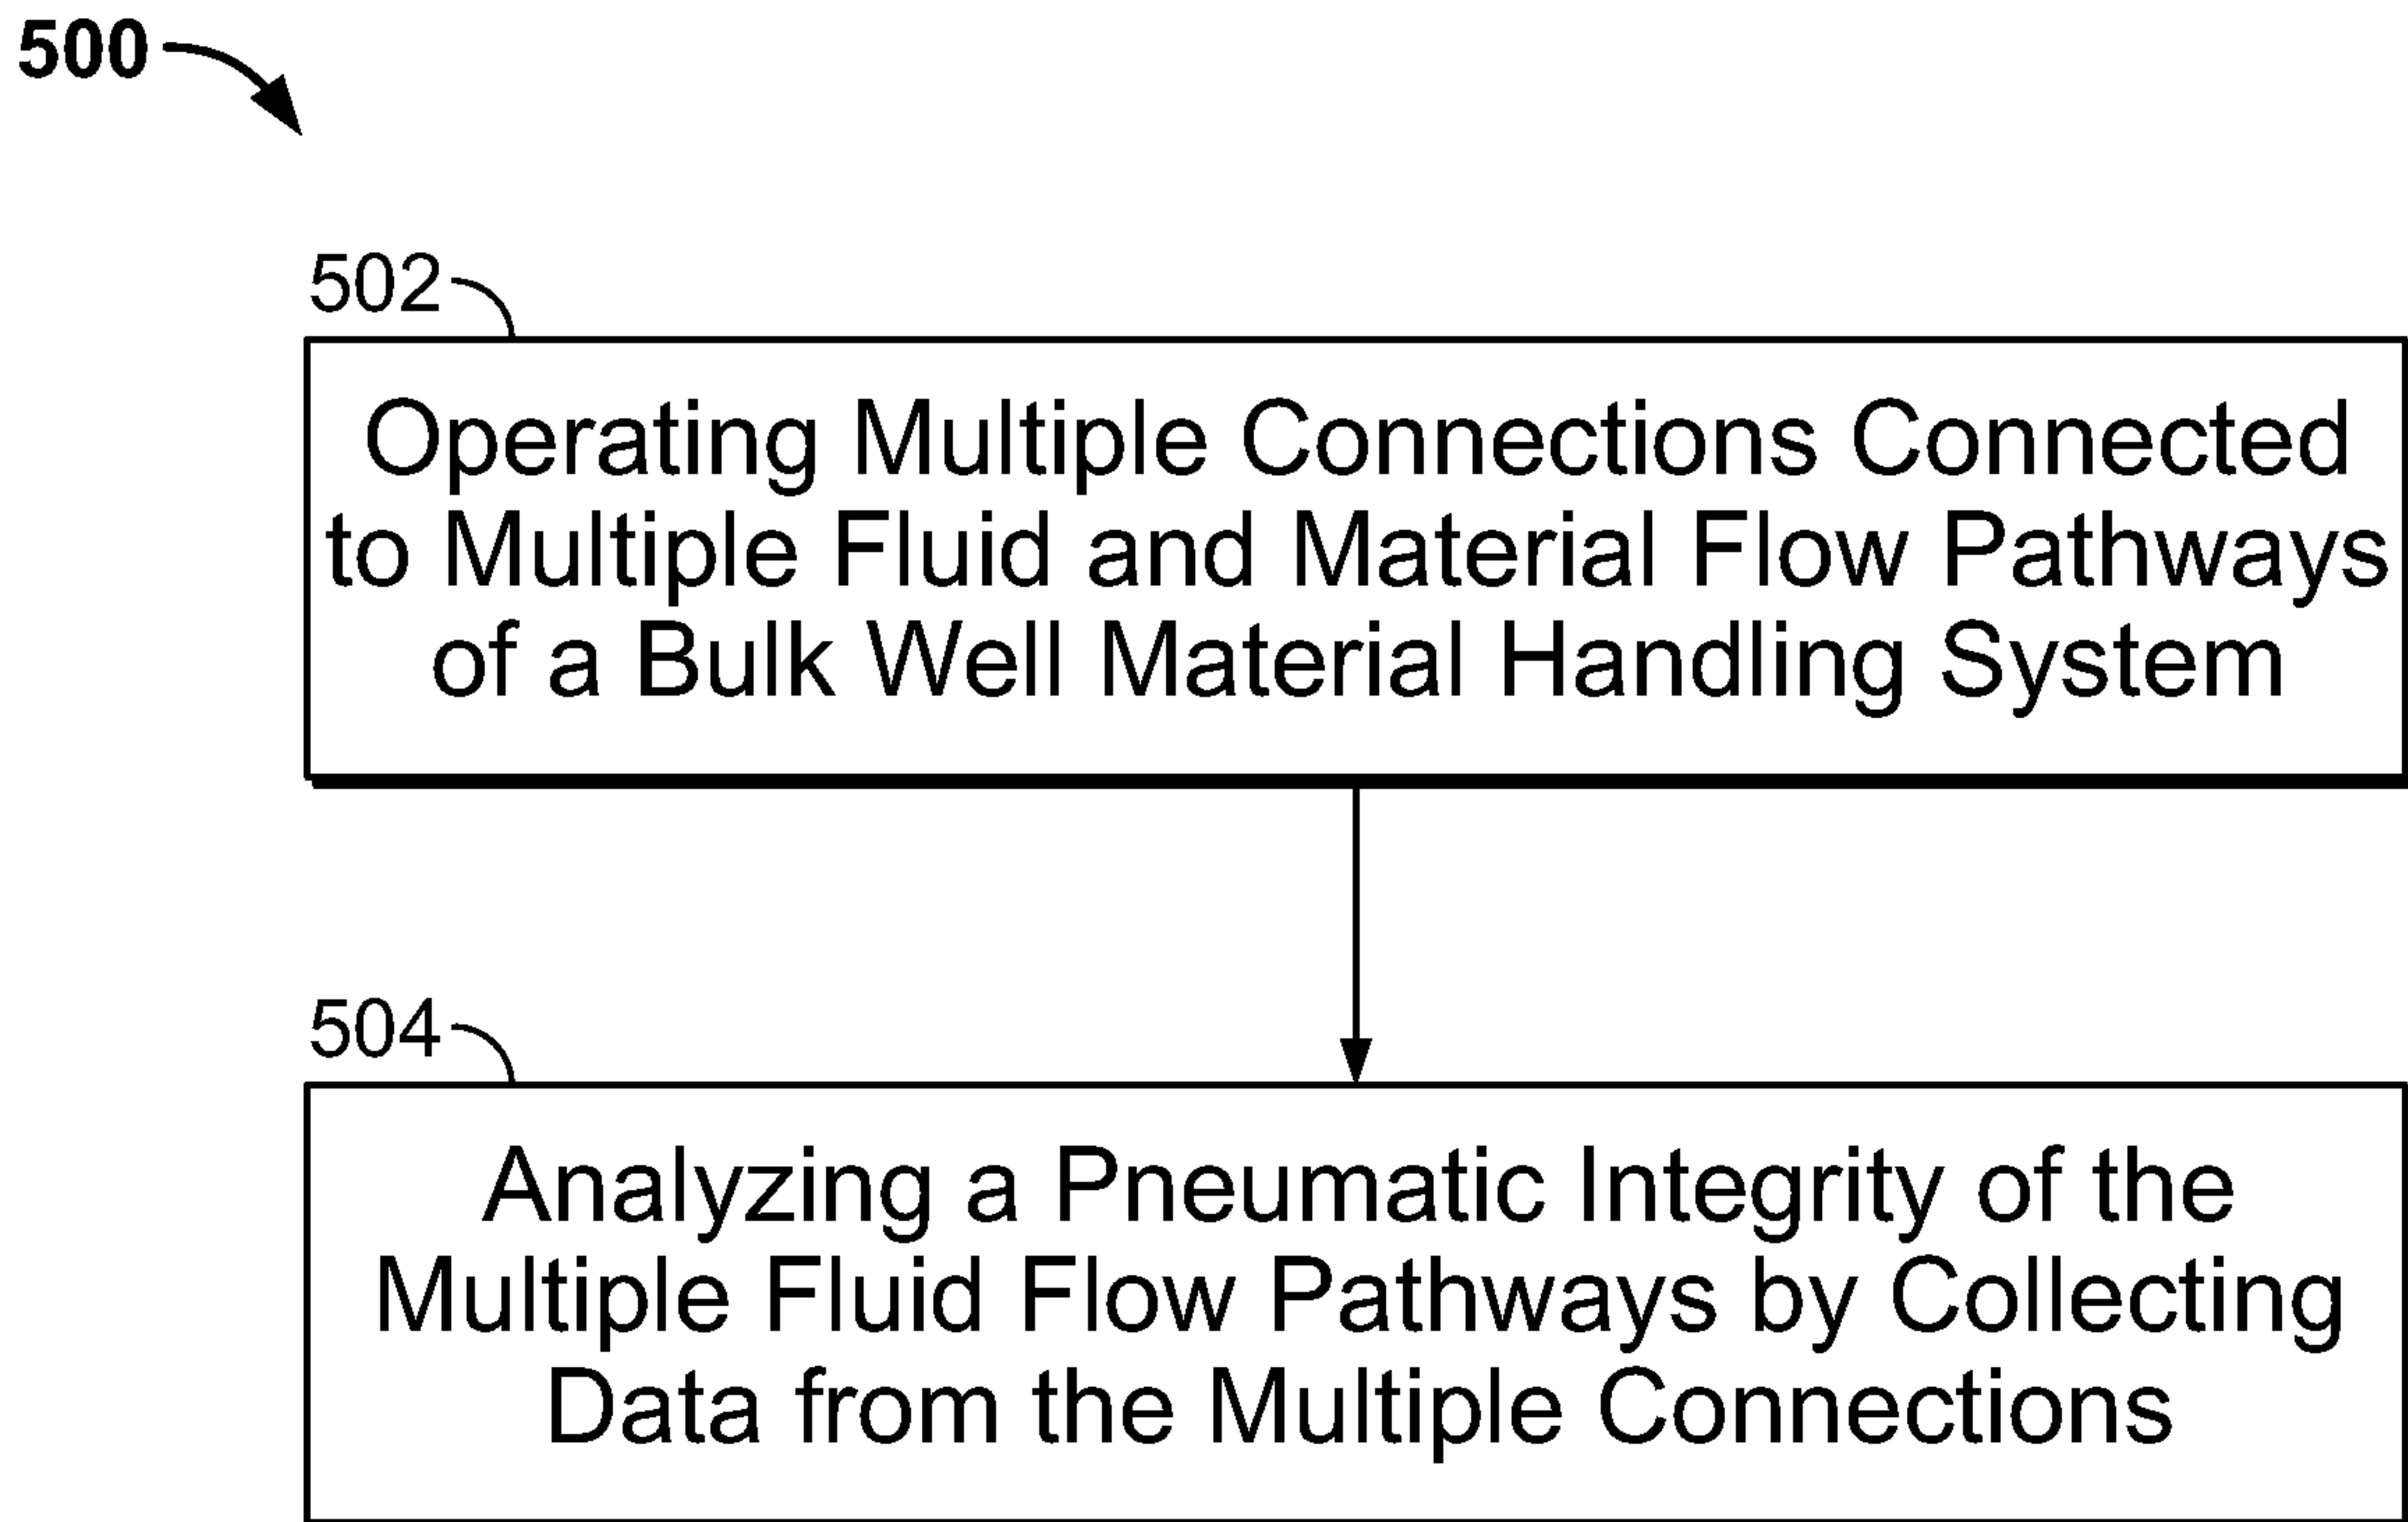 500
502
Operating Multiple Connections Connected
to Multiple Fluid and Material Flow Pathways
of a Bulk Well Material Handling System
504
Analyzing a Pneumatic Integrity of the
Multiple Fluid Flow Pathways by Collecting
Data from the Multiple Connections